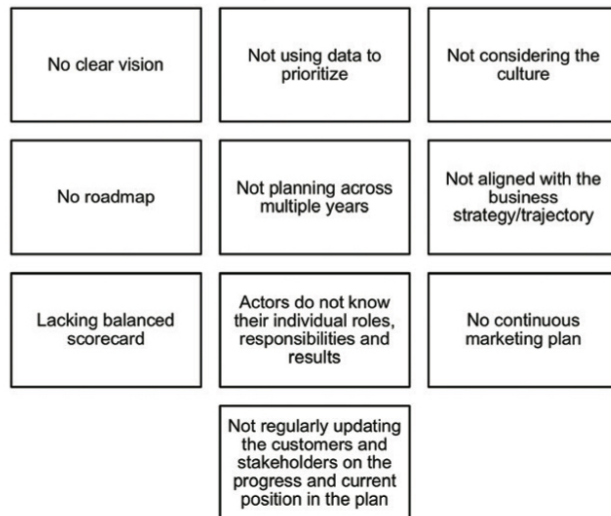 No clear vision
Not using data to
prioritize
Not considering the
culture
No roadmap
Not planning across
multiple years
Not aligned with the
business
strategy/trajectory
Lacking balanced
scorecard
Actors do not know
their individual roles,
responsibilities and
results
No continuous
marketing plan
Not regularly updating
the customers and
stakeholders on the
progress and current
position in the plan